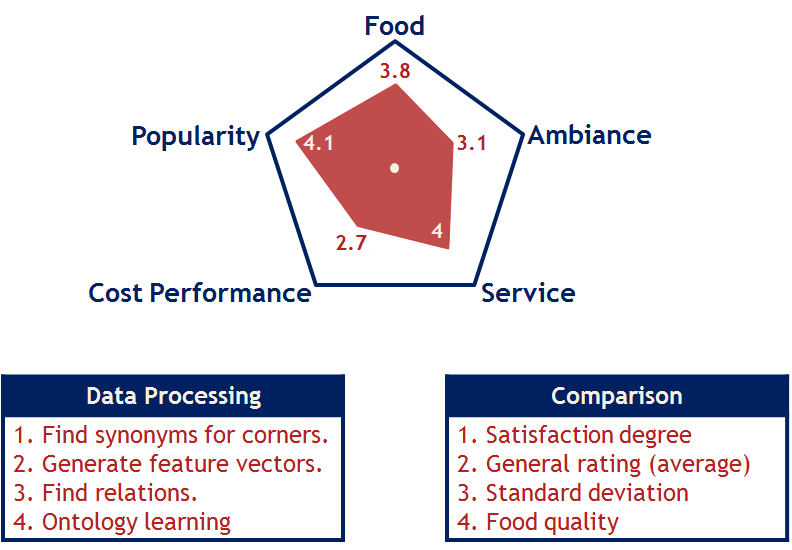 Food
3.8
Popularity
4.1
3.1
Ambiance
4
2.7
Cost Performance
Service
Data Processing
1. Find synonyms for corners.
2. Generate feature vectors.
3. Find relations.
4. Ontology learning
Comparison
1. Satisfaction degree
2. General rating (average)
3. Standard deviation
4. Food quality